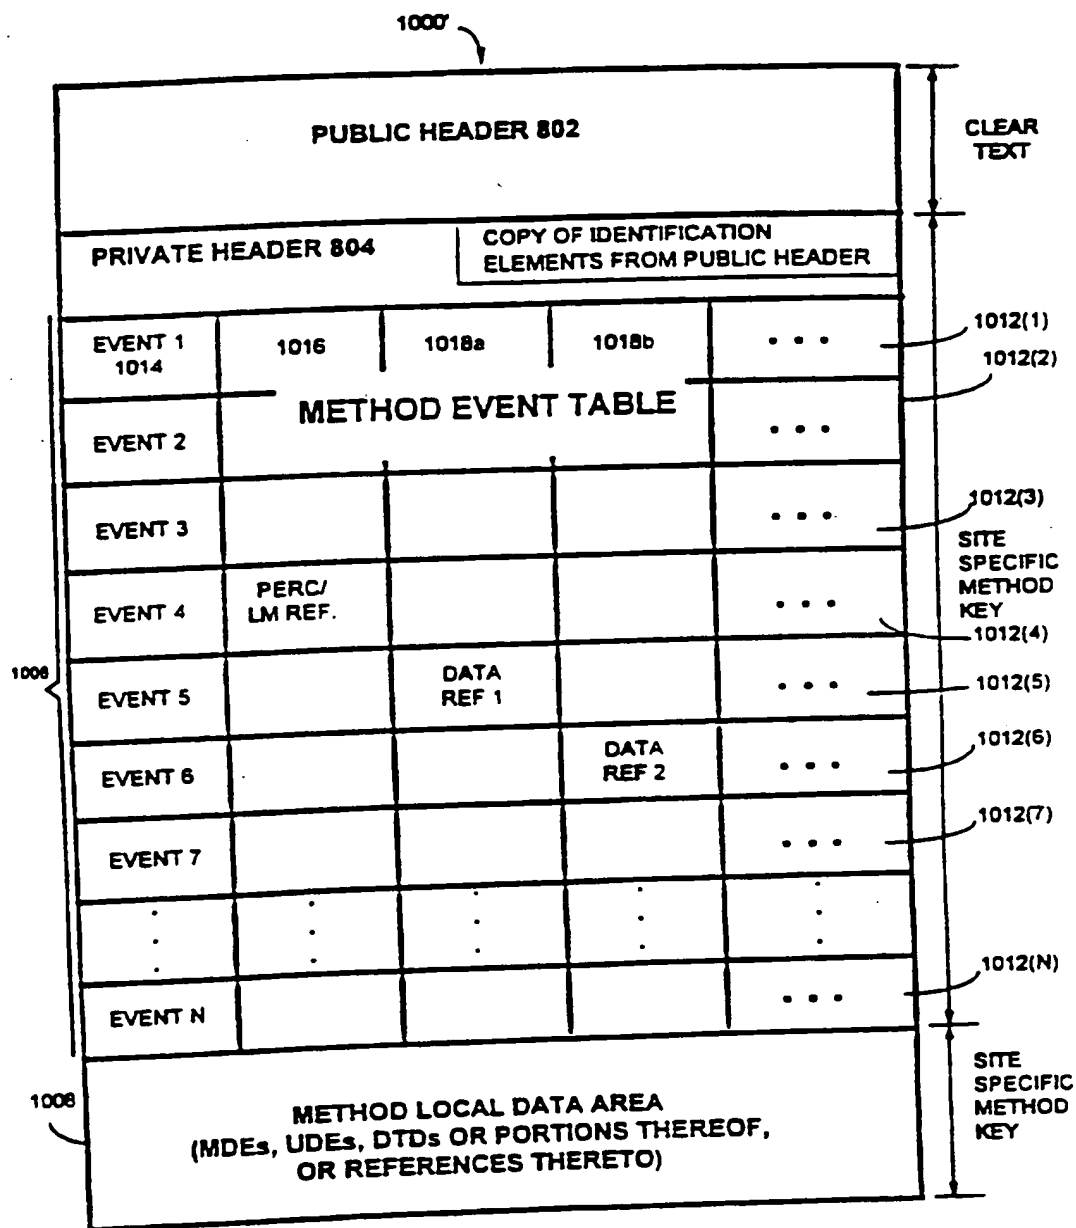 1000'
PUBLIC HEADER 802
CLEAR
TEXT
PRIVATE HEADER 804
COPY OF IDENTIFICATION
ELEMENTS FROM PUBLIC HEADER
EVENT 1
1014
1016
1018a
1018b
• • •
1012(1)
1012(2)
METHOD EVENT TABLE
EVENT 2
• • •
EVENT 3
• • •
1012(3)
SITE
SPECIFIC
METHOD
KEY
EVENT 4
PERC/
LM REF.
• • •
1012(4)
1006
EVENT 5
DATA
REF 1
• • •
1012(5)
EVENT 6
DATA
REF 2
• • •
1012(6)
EVENT 7
• • •
1012(7)
EVENT N
• • •
1012(N)
1008
METHOD LOCAL DATA AREA
(MDEs, UDEs, DTDs OR PORTIONS THEREOF,
OR REFERENCES THERETO)
SITE
SPECIFIC
METHOD
KEY